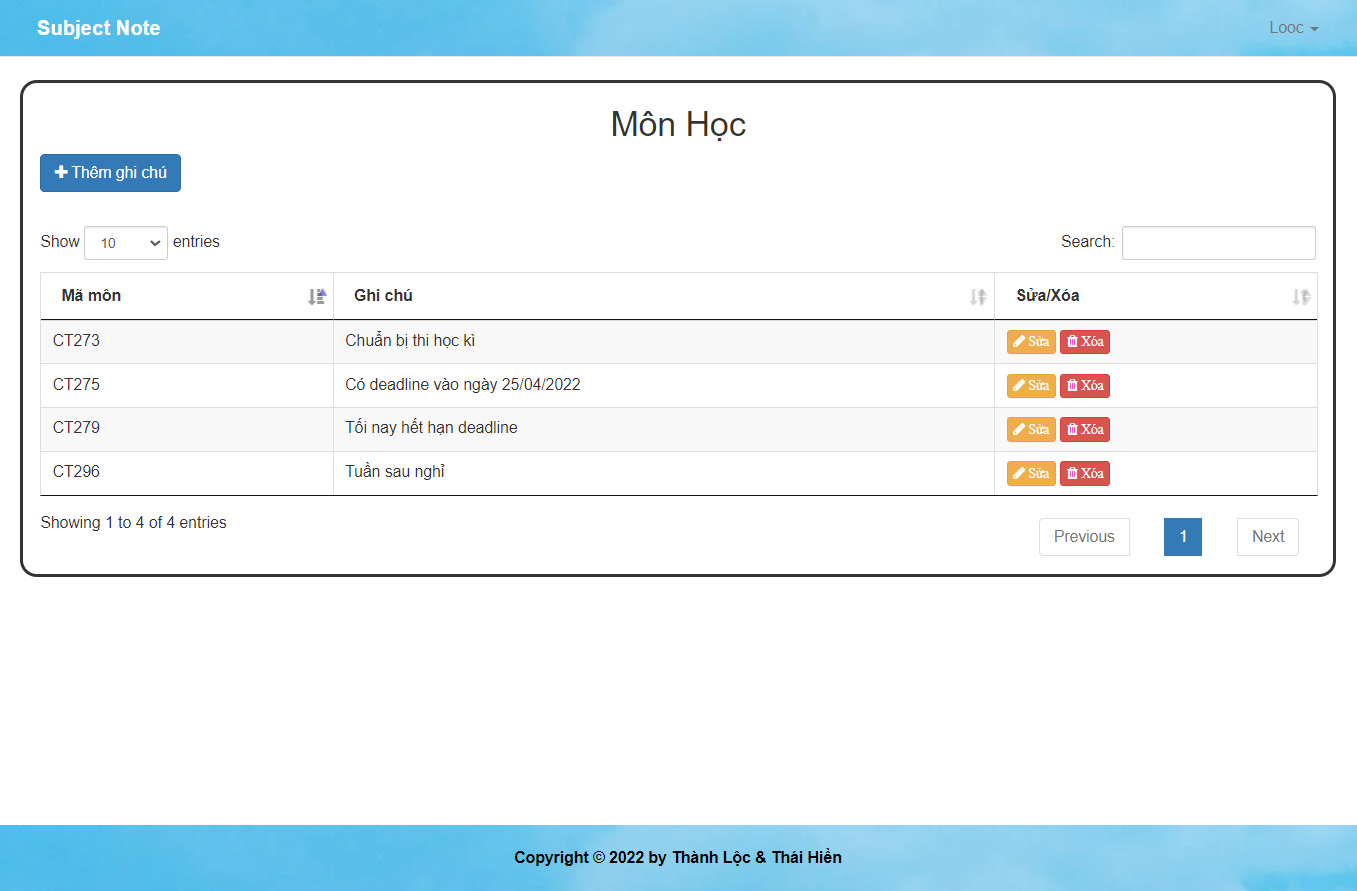 Subject Note Looc
Môn Học
Thêm ghi chú
Show 10 entries Search:
Mã môn Ghi chú Sửa/Xóa
CT273 Chuẩn bị thi học kì Sửa Xóa
CT275 Có deadline vào ngày 25/04/2022 Sửa Xóa
CT279 Tối nay hết hạn deadline Sửa Xóa
CT296 Tuần sau nghỉ Sửa Xóa
Showing 1 to 4 of 4 entries Previous 1 Next
Copyright © 2022 by Thành Lộc & Thái Hiền